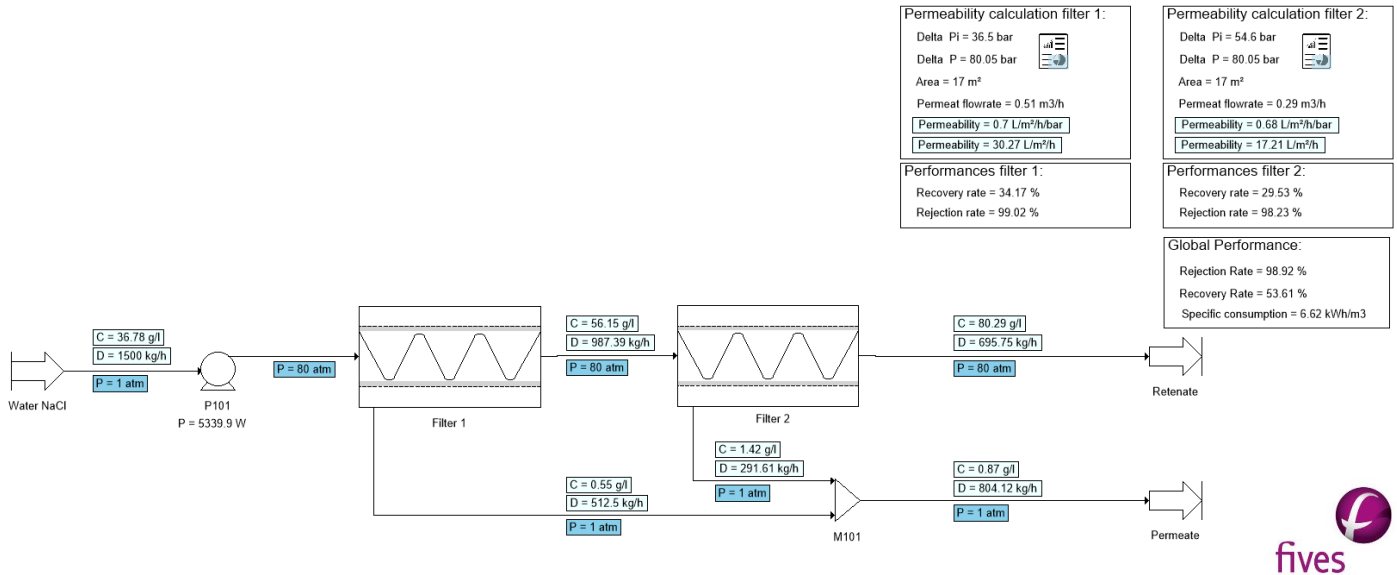 Permeability calculation filter 1:
Delta Pi = 36.5 bar
Delta P = 80.05 bar
Area = 17 m²
Permeat flowrate = 0.51 m3/h
Permeability = 0.7 L/m²/h/bar
Permeability = 30.27 L/m²/h
Permeability calculation filter 2:
Delta Pi = 54.6 bar
Delta P = 80.05 bar
Area = 17 m²
Permeat flowrate = 0.29 m3/h
Permeability = 0.68 L/m²/h/bar
Permeability = 17.21 L/m²/h
Performances filter 1:
Recovery rate = 34.17 %
Rejection rate = 99.02 %
Performances filter 2:
Recovery rate = 29.53 %
Rejection rate = 98.23 %
Global Performance:
Rejection Rate = 98.92 %
Recovery Rate = 53.61 %
Specific consumption = 6.62 kWh/m3
C = 36.78 g/l
D = 1500 kg/h
P = 1 atm
Water NaCl
P101
P = 5339.9 W
P = 80 atm
Filter 1
C = 56.15 g/l
D = 987.39 kg/h
P = 80 atm
Filter 2
C = 80.29 g/l
D = 695.75 kg/h
P = 80 atm
Retenate
C = 1.42 g/l
D = 291.61 kg/h
P = 1 atm
C = 0.55 g/l
D = 512.5 kg/h
P = 1 atm
M101
C = 0.87 g/l
D = 804.12 kg/h
P = 1 atm
Permeate
fives